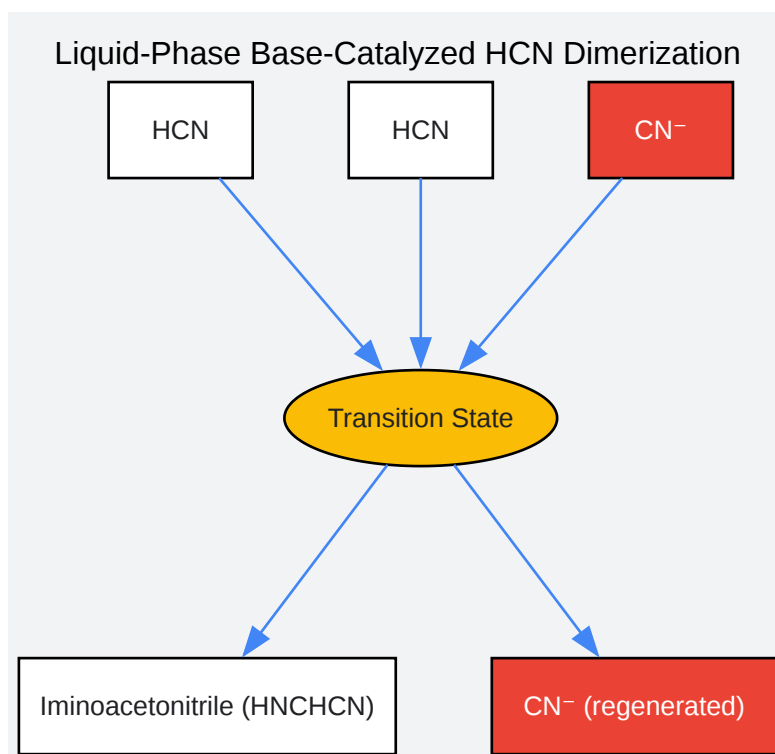 Liquid-Phase Base-Catalyzed HCN Dimerization
HCN
HCN
CN⁻
Transition State
Iminoacetonitrile (HNCHCN)
CN⁻ (regenerated)